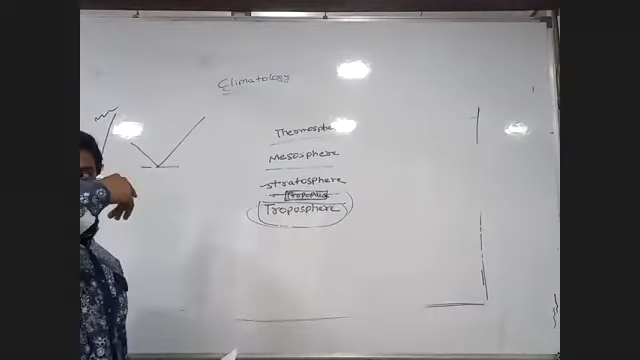 Climatology
Thermosphe
Mesosphere
Stratosphere
Troposphere